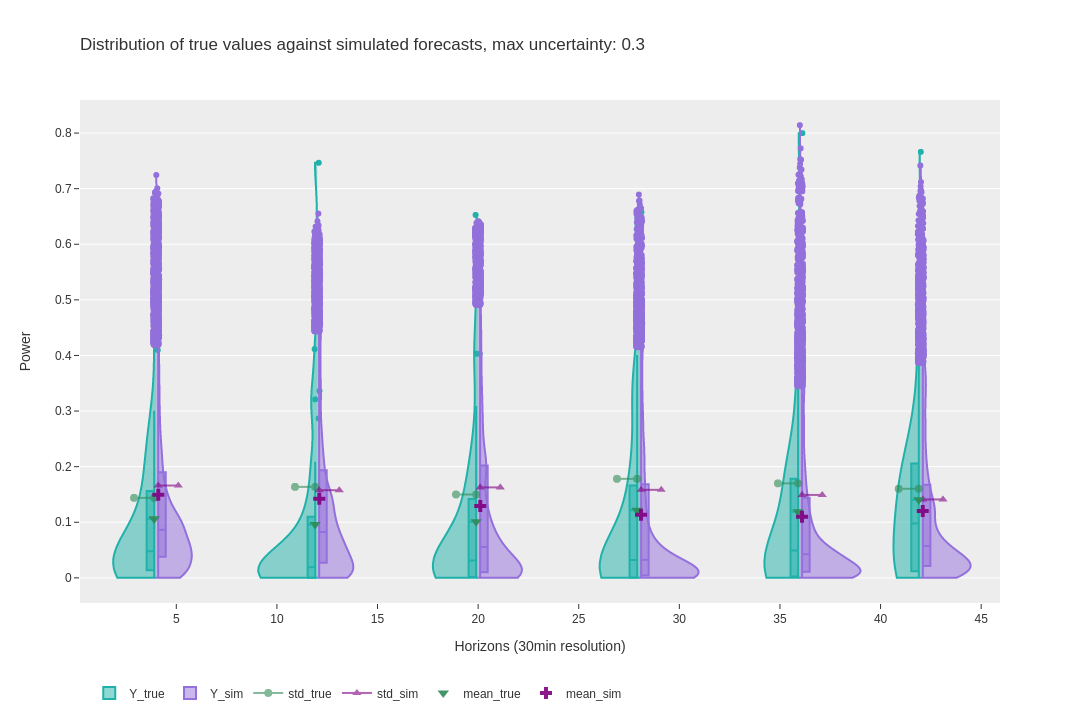 Distribution of true values against simulated forecasts, max uncertainty: 0.3
0.8
0.7
0.6
0.5
0.4
0.3
0.2
0.1
0
Power
5 10 15 20 25 30 35 40 45
Horizons (30min resolution)
Y_true Y_sim std_true std_sim mean_true mean_sim